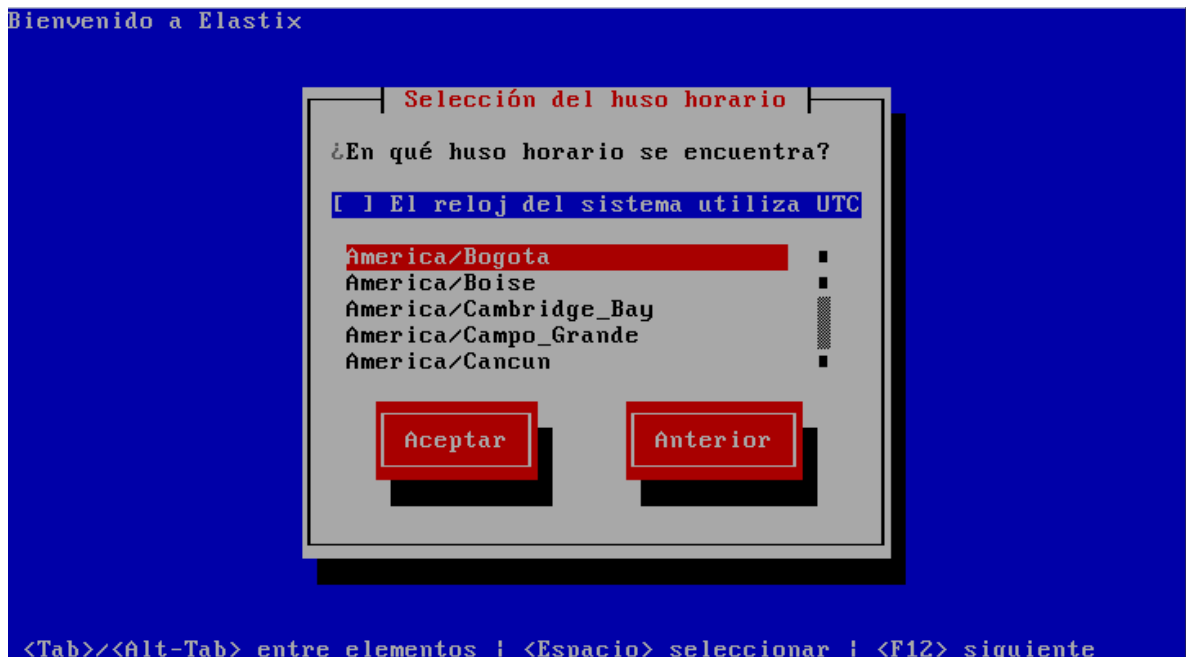 Bienvenido a Elastix
Selección del huso horario
¿En qué huso horario se encuentra?
[ ] El reloj del sistema utiliza UTC
America/Bogota
America/Boise
America/Cambridge_Bay
America/Campo_Grande
America/Cancun
Aceptar Anterior
<Tab>/<Alt-Tab> entre elementos | <Espacio> seleccionar | <F12> siguiente